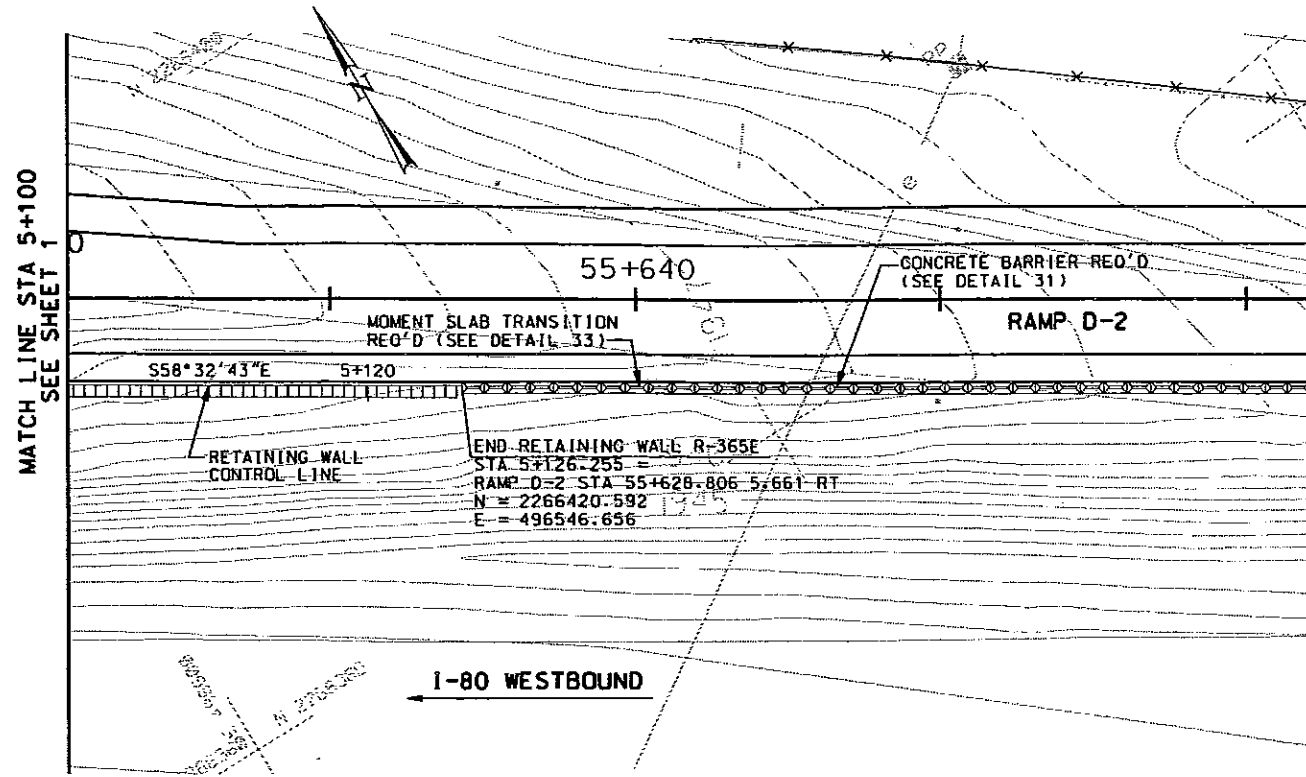 MATCH LINE STA 5+100
SEE SHEET 1
N
0
55+640
CONCRETE BARRIER REQ'D
(SEE DETAIL 31)
RAMP D-2
MOMENT SLAB TRANSITION
REQ'D (SEE DETAIL 33)
S58°32'43"E
5+120
RETAINING WALL
CONTROL LINE
END RETAINING WALL R-365E
STA 5+126.255 =
RAMP D-2 STA 55+628.806 5.661 RT
N = 2266420.592
E = 496546.656
1945
I-80 WESTBOUND